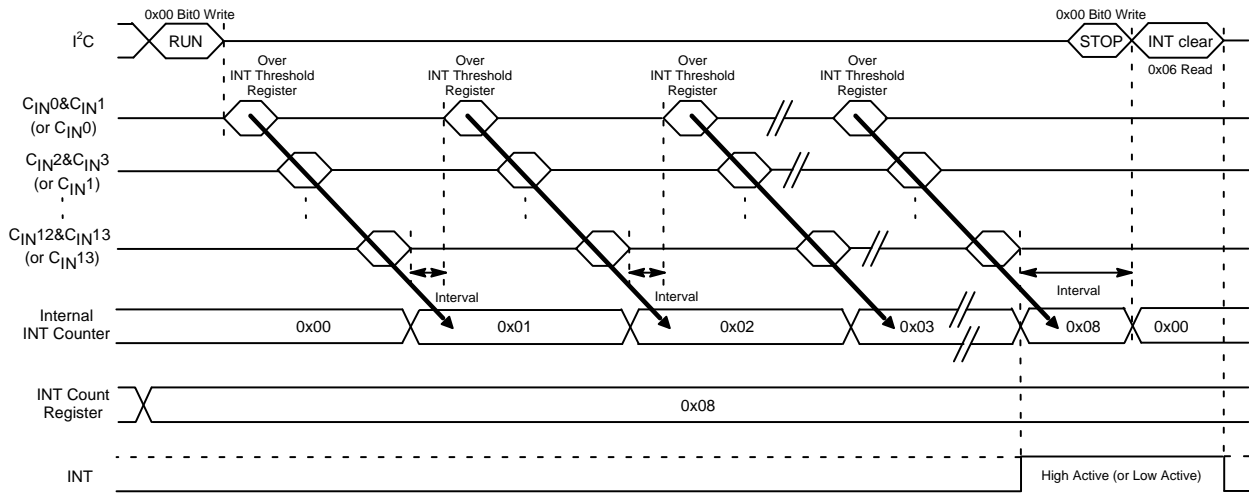 0x00 Bit0 Write
0x00 Bit0 Write
I2C
RUN
STOP
INT clear
0x06 Read
Over
INT Threshold
Register
Over
INT Threshold
Register
Over
INT Threshold
Register
Over
INT Threshold
Register
CIN0&CIN1
(or CIN0)
CIN2&CIN3
(or CIN1)
CIN12&CIN13
(or CIN13)
Interval
Interval
Interval
Internal
INT Counter
0x00
0x01
0x02
0x03
0x08
0x00
INT Count
Register
0x08
INT
High Active (or Low Active)